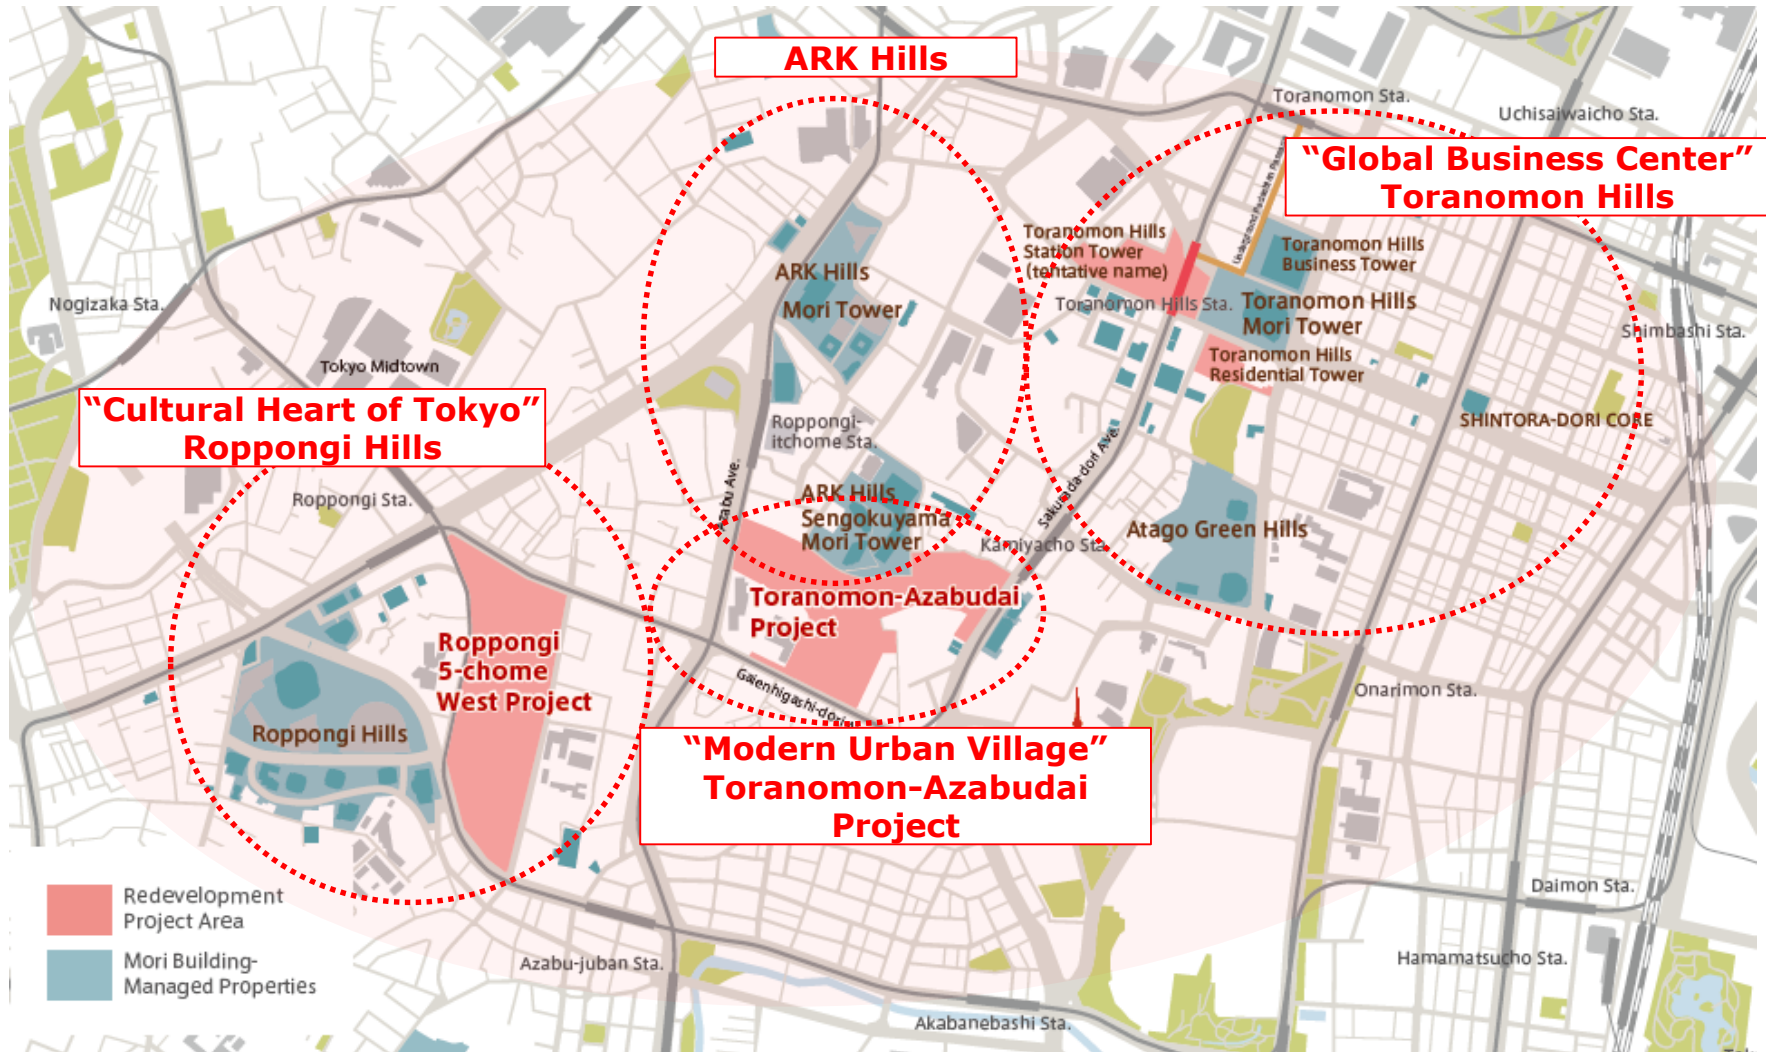 ARK Hills
Toranomon Sta.
Uchisaiwaicho Sta.
“Global Business Center”
Toranomon Hills
Toranomon Hills
Station Tower
(tentative name)
Toranomon Hills
Business Tower
Toranomon Hills Sta.
Toranomon Hills
Mori Tower
Toranomon Hills
Residential Tower
Shimbashi Sta.
SHINTORA-DORI CORE
ARK Hills
Mori Tower
Nogizaka Sta.
Tokyo Midtown
“Cultural Heart of Tokyo”
Roppongi Hills
Roppongi-
itchome Sta.
Roppongi Sta.
Azabu Ave.
Sakurada-dori Ave.
ARK Hills
Sengokuyama
Mori Tower
Kamiyacho Sta.
Atago Green Hills
Toranomon-Azabudai
Project
Roppongi
5-chome
West Project
Gaienhigashi-dori
Onarimon Sta.
Roppongi Hills
“Modern Urban Village”
Toranomon-Azabudai
Project
Redevelopment
Project Area
Mori Building-
Managed Properties
Azabu-juban Sta.
Akabanebashi Sta.
Daimon Sta.
Hamamatsucho Sta.